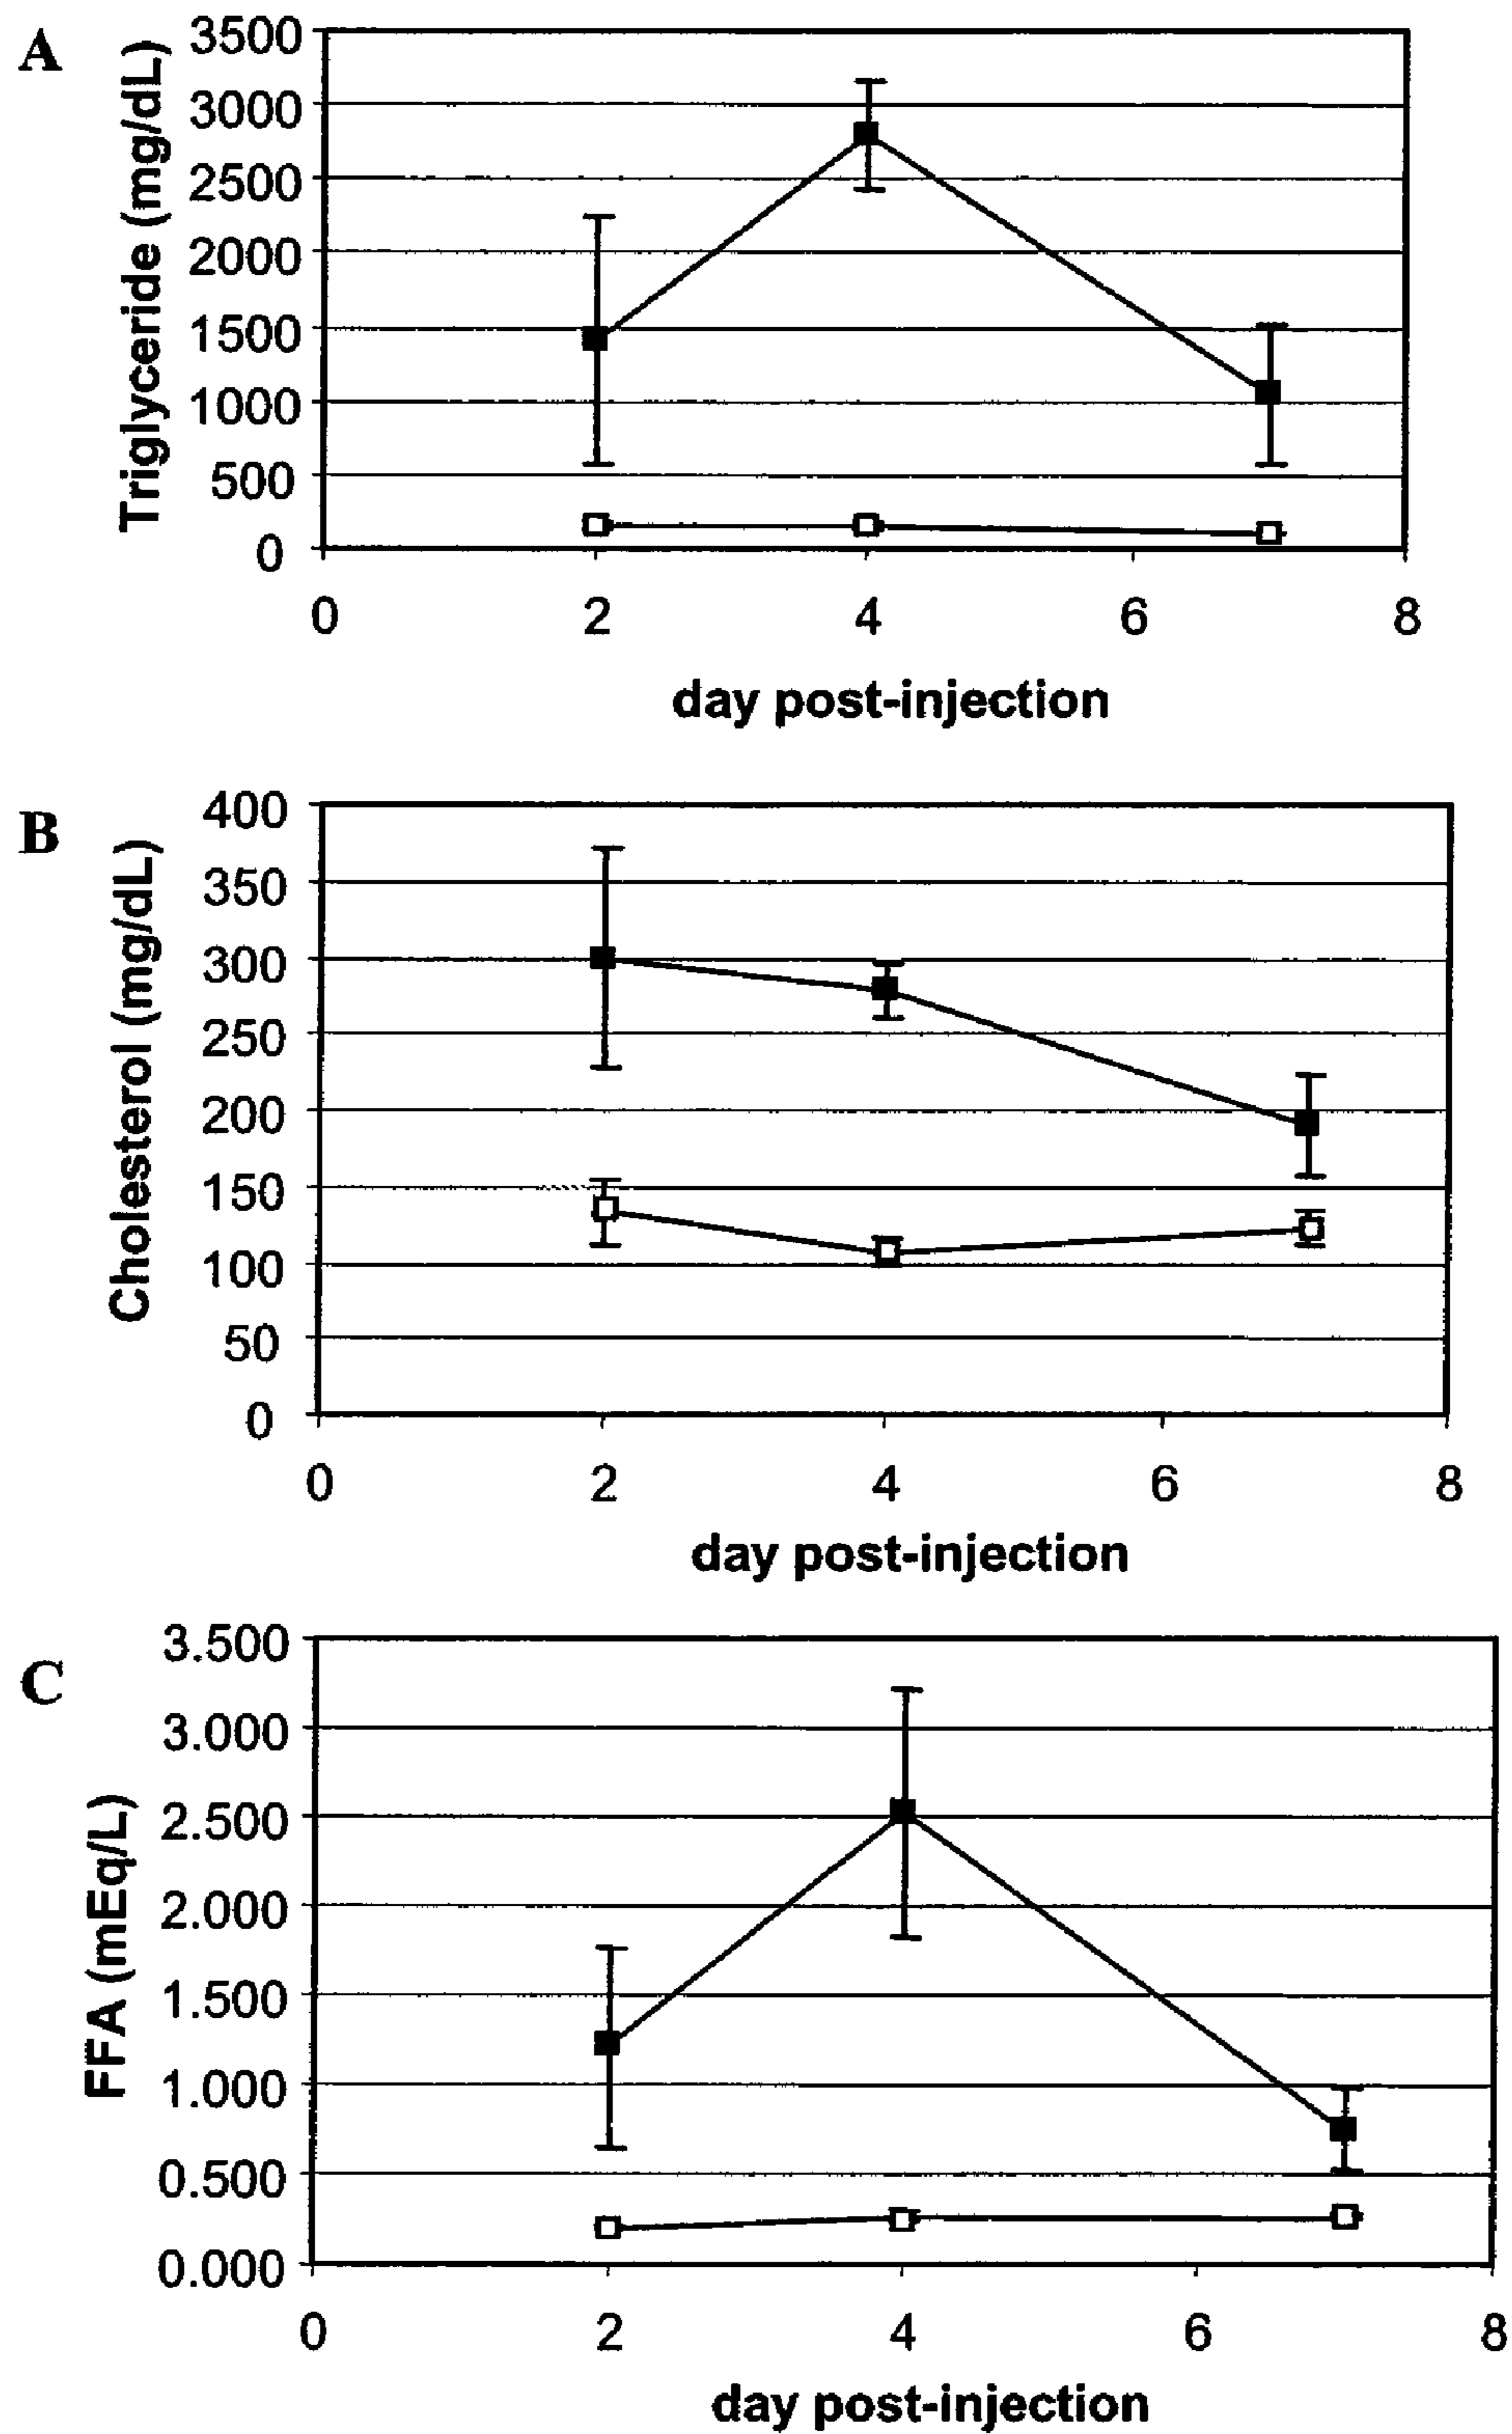 A
Triglyceride (mg/dL)
3500
3000
2500
2000
1500
1000
500
0
0 2 4 6 8
day post-injection
B
Cholesterol (mg/dL)
400
350
300
250
200
150
100
50
0
0 2 4 6 8
day post-injection
C
FFA (mEq/L)
3.500
3.000
2.500
2.000
1.500
1.000
0.500
0.000
0 2 4 6 8
day post-injection